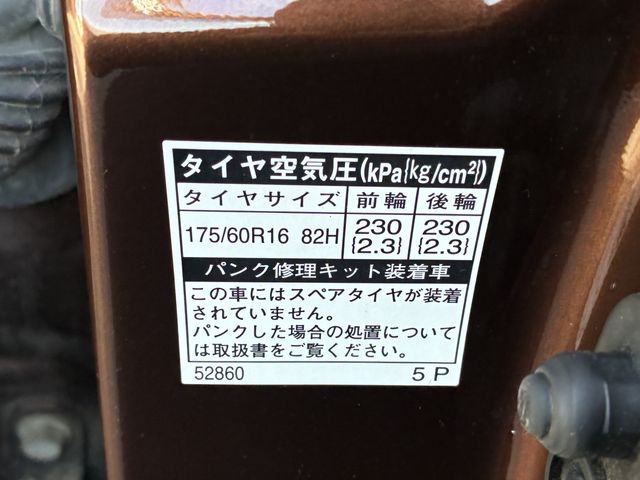 タイヤ空気圧(kPa{kg/cm²})
タイヤサイズ 前輪 後輪
175/60R16 82H 230 {2.3} 230 {2.3}
パンク修理キット装着車
この車にはスペアタイヤが装着
されていません。
パンクした場合の処置について
は取扱書をご覧ください。
52860 5P